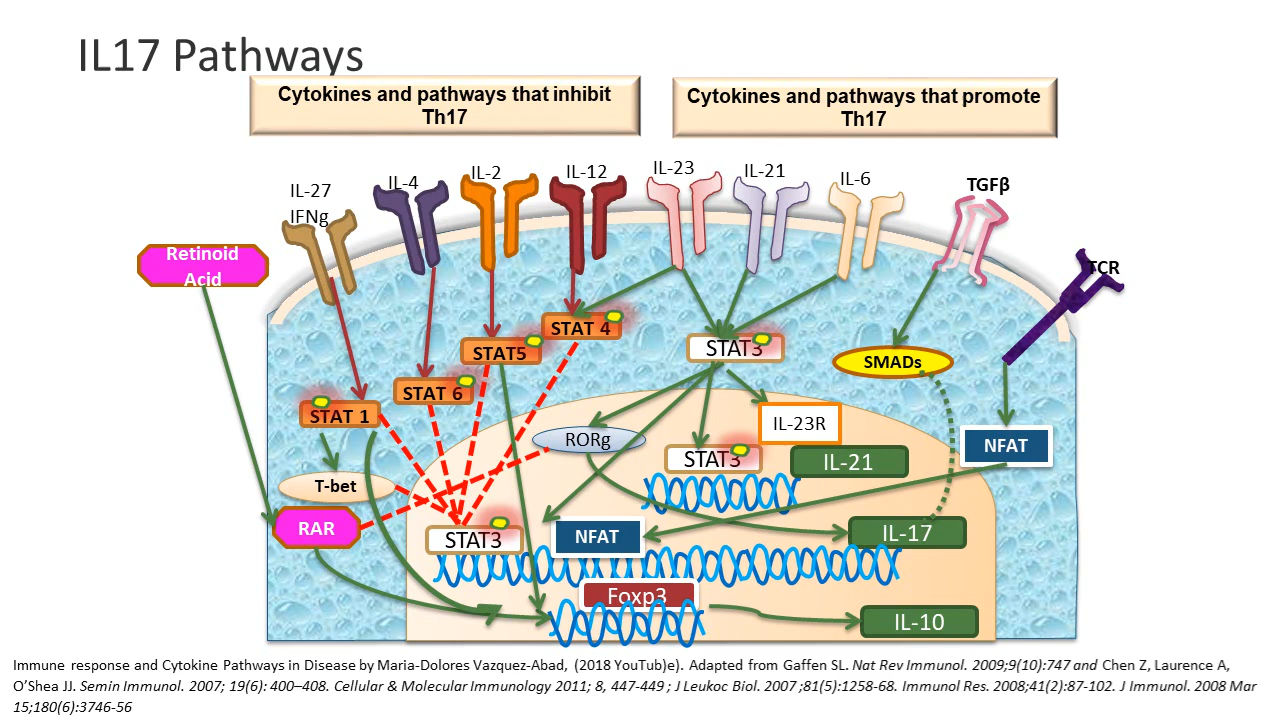 IL17 Pathways
Cytokines and pathways that inhibit
Th17
Cytokines and pathways that promote
Th17
IL-27
IFNg
IL-4
IL-2
IL-12
IL-23
IL-21
IL-6
TGFβ
TCR
Retinoid
Acid
STAT 4
STAT5
STAT 6
STAT 1
STAT3
SMADs
IL-23R
RORg
NFAT
STAT3
IL-21
T-bet
RAR
STAT3
NFAT
IL-17
Foxp3
IL-10
Immune response and Cytokine Pathways in Disease by Maria-Dolores Vazquez-Abad, (2018 YouTub)e). Adapted from Gaffen SL. Nat Rev Immunol. 2009;9(10):747 and Chen Z, Laurence A,
O’Shea JJ. Semin Immunol. 2007; 19(6): 400–408. Cellular & Molecular Immunology 2011; 8, 447-449 ; J Leukoc Biol. 2007 ;81(5):1258-68. Immunol Res. 2008;41(2):87-102. J Immunol. 2008 Mar
15;180(6):3746-56